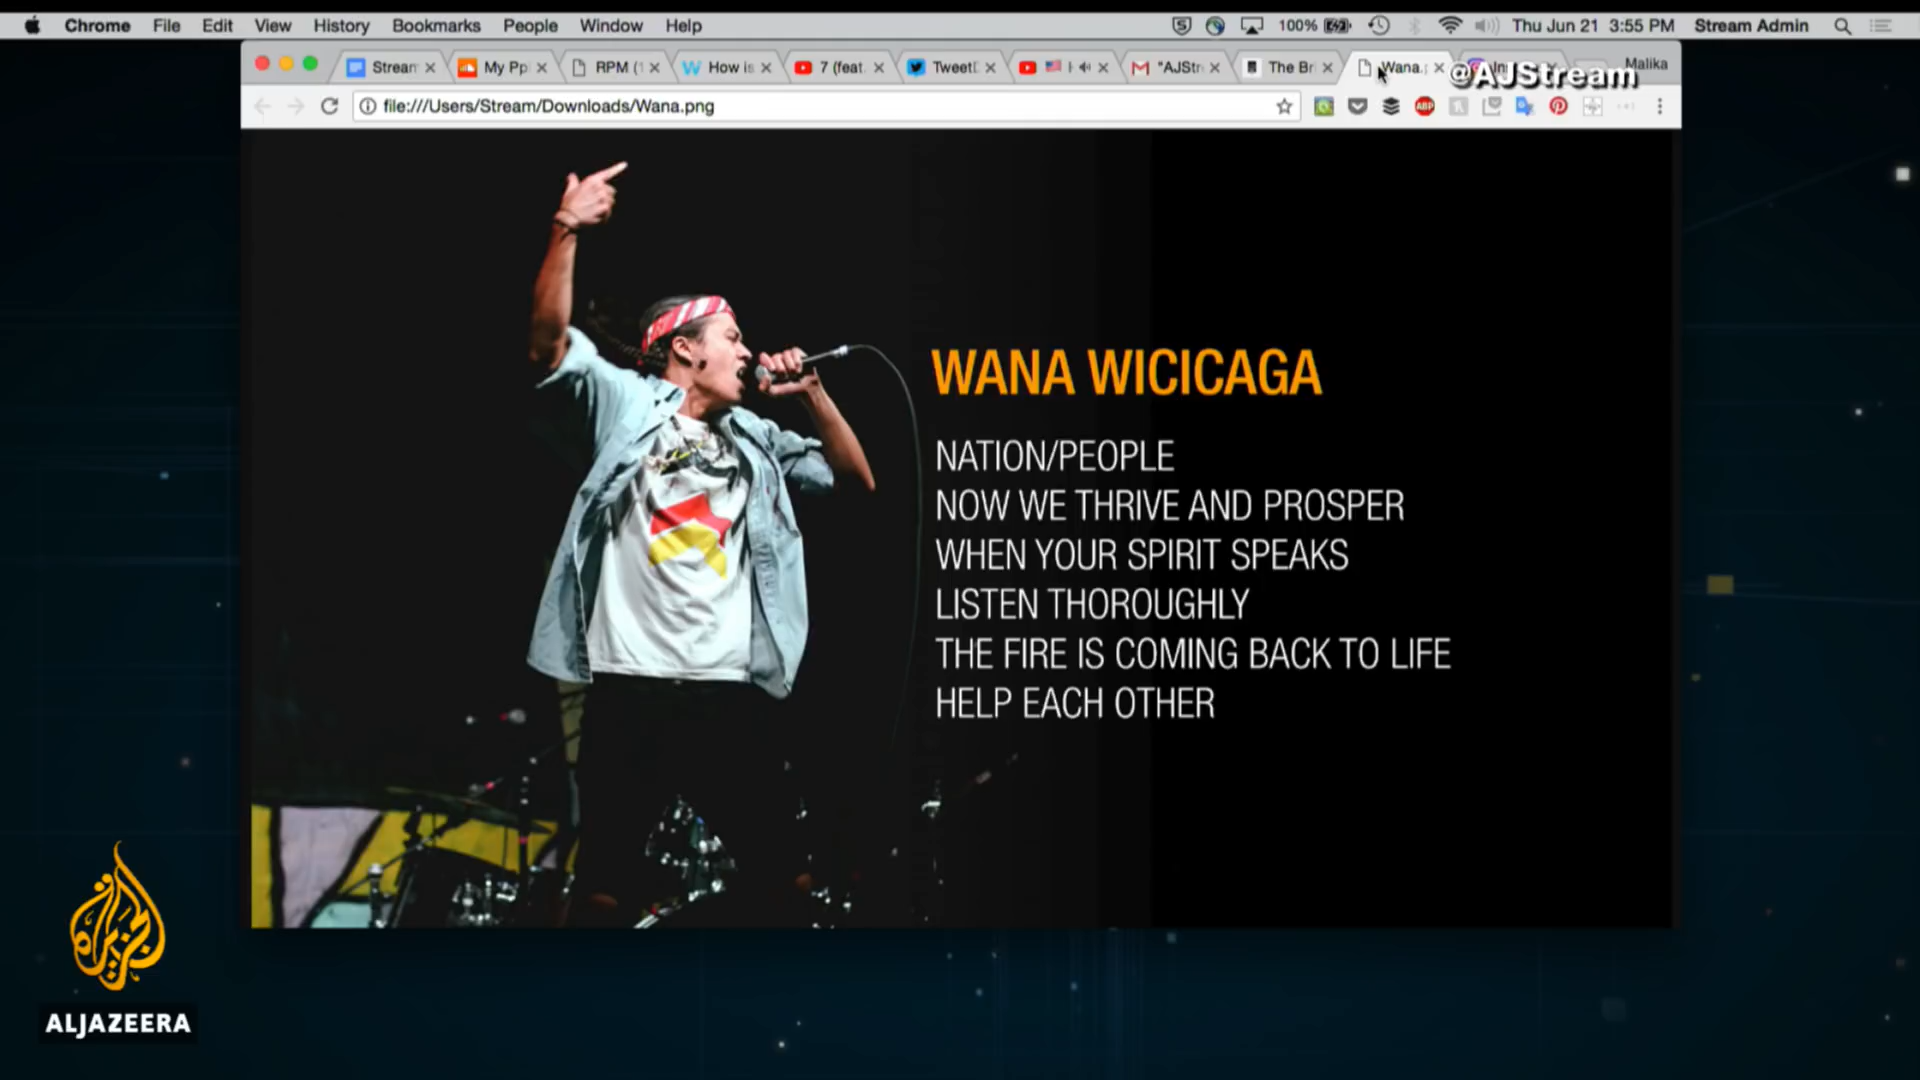 Chrome File Edit View History Bookmarks People Window Help 100% Thu Jun 21 3:55 PM Stream Admin
Stream My Pp RPM ( How is 7 (feat. TweetD "AJStr The Br Wana. Malika
@AJStream
file:///Users/Stream/Downloads/Wana.png
ABP
WANA WICICAGA
NATION/PEOPLE
NOW WE THRIVE AND PROSPER
WHEN YOUR SPIRIT SPEAKS
LISTEN THOROUGHLY
THE FIRE IS COMING BACK TO LIFE
HELP EACH OTHER
الجزيرة
ALJAZEERA